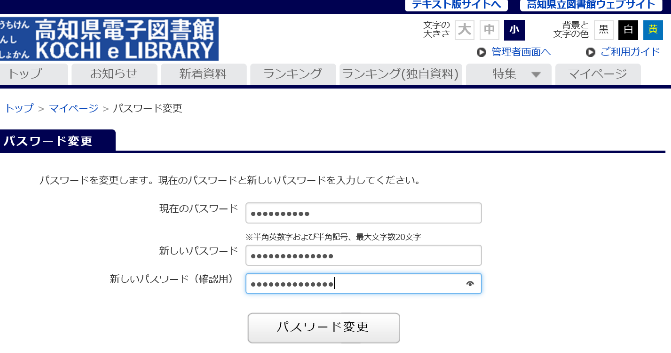 テキスト版サイトへ 高知県立図書館ウェブサイト
うちけん
んし
しょかん
高知県電子図書館
KOCHI e LIBRARY
文字の
大きさ
大 中 小
背景と
文字の色
黒 白 黄
管理者画面へ ご利用ガイド
トップ お知らせ 新着資料 ランキング ランキング(独自資料) 特集 マイページ
トップ > マイページ > パスワード変更
パスワード変更
パスワードを変更します。現在のパスワードと新しいパスワードを入力してください。
現在のパスワード ●●●●●●●●●●
※半角英数字および半角記号、最大文字数20文字
新しいパスワード ●●●●●●●●●●●●●●
新しいパスワード（確認用） ●●●●●●●●●●●●●●
パスワード変更